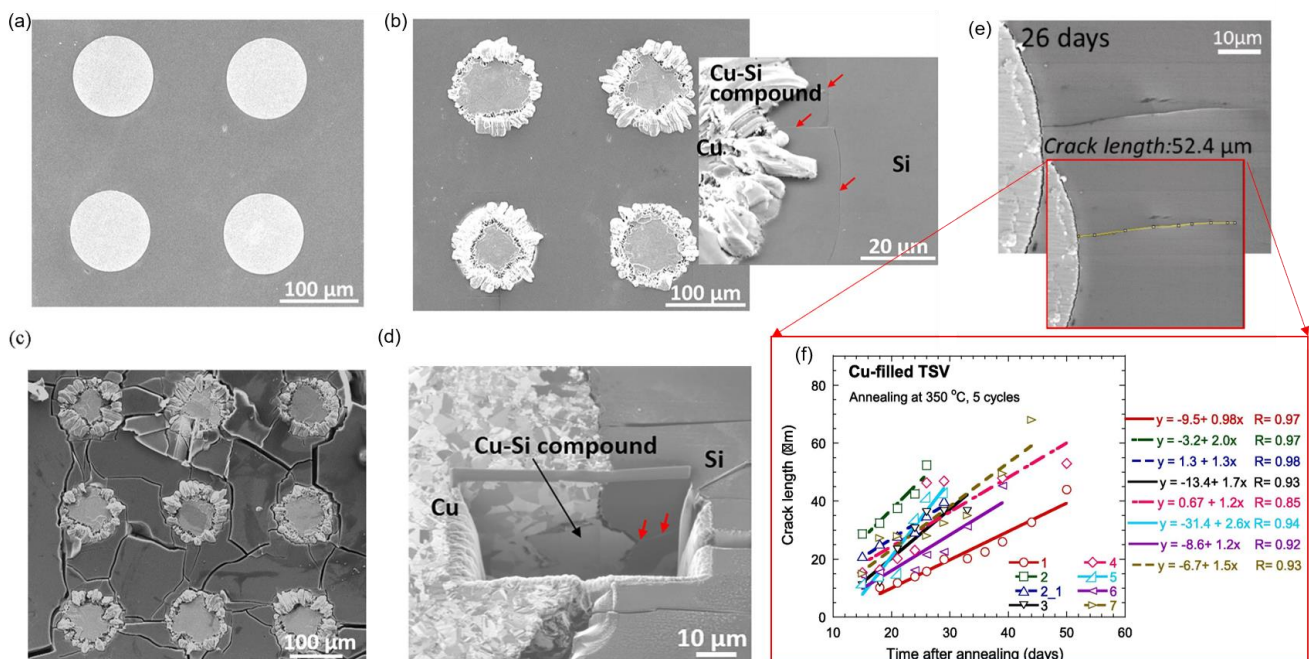 (a)
100 µm
(b)
Cu-Si
compound
Cu
Si
20 µm
100 µm
(e)
26 days
10µm
Crack length:52.4 µm
(c)
100 µm
(d)
Cu-Si compound
Si
Cu
10 µm
(f)
Cu-filled TSV
Annealing at 350 °C, 5 cycles
Crack length (☒m)
80
60
40
20
0
0 10 20 30 40 50 60
Time after annealing (days)
1
2
2_1
3
4
5
6
7
y = -9.5+ 0.98x R= 0.97
y = -3.2+ 2.0x R= 0.97
y = 1.3 + 1.3x R= 0.98
y = -13.4+ 1.7x R= 0.93
y = 0.67 + 1.2x R= 0.85
y = -31.4 + 2.6x R= 0.94
y = -8.6+ 1.2x R= 0.92
y = -6.7+ 1.5x R= 0.93